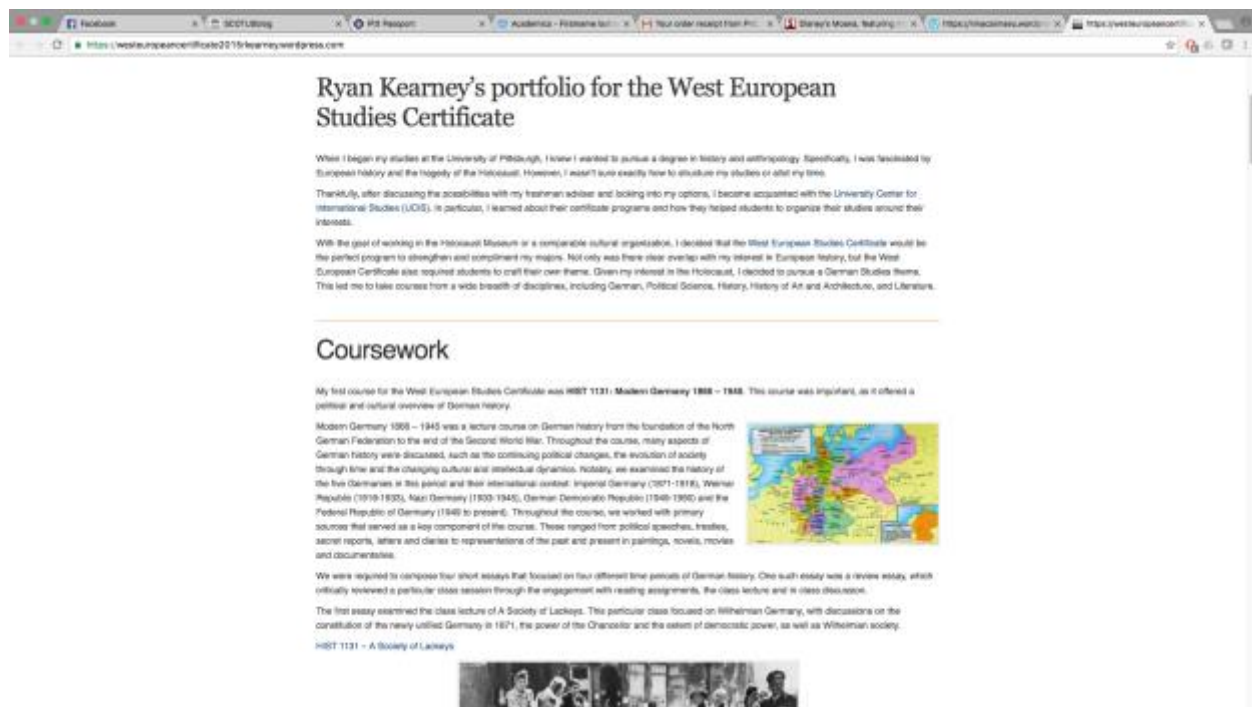 Facebook
Pitt Passport
Your order receipt from
https://westeuropeancertificate2015rkearney.wordpress.com
Ryan Kearney's portfolio for the West European
Studies Certificate
When I began my studies at the University of Pittsburgh, I knew I wanted to pursue a degree in history and anthropology. Specifically, I was fascinated by
European history and the tragedy of the Holocaust. However, I wasn't sure exactly how to structure my studies or allot my time.
Thankfully, after discussing the possibilities with my freshman adviser and looking into my options, I became acquainted with the University Center for
International Studies (UCIS). In particular, I learned about their certificate programs and how they helped students to organize their studies around their
interests.
With the goal of working in the Holocaust Museum or a comparable cultural organization, I decided that the West European Studies Certificate would be
the perfect program to strengthen and compliment my majors. Not only was there clear overlap with my interest in European history, but the West
European Certificate also required students to craft their own theme. Given my interest in the Holocaust, I decided to pursue a German Studies theme.
This led me to take courses from a wide breadth of disciplines, including German, Political Science, History, History of Art and Architecture, and Literature.
Coursework
My first course for the West European Studies Certificate was HIST 1131: Modern Germany 1866 – 1945. This course was important, as it offered a
political and cultural overview of German history.
Modern Germany 1866 – 1945 was a lecture course on German history from the foundation of the North
German Federation to the end of the Second World War. Throughout the course, many aspects of
German history were discussed, such as the continuing political changes, the evolution of society
through time and the changing cultural and intellectual dynamics. Notably, we examined the history of
the five Germanies in this period and their international context: Imperial Germany (1871-1918), Weimar
Republic (1919-1933), Nazi Germany (1933-1945), German Democratic Republic (1949-1990) and the
Federal Republic of Germany (1949 to present). Throughout the course, we worked with primary
sources that served as a key component of the course. These ranged from political speeches, treaties,
secret reports, letters and diaries to representations of the past and present in paintings, novels, movies
and documentaries.
We were required to compose four short essays that focused on four different time periods of German history. One such essay was a review essay, which
critically reviewed a particular class session through the engagement with reading assignments, the class lecture and in class discussion.
The first essay examined the class lecture of A Society of Lackeys. This particular class focused on Wilhelmian Germany, with discussions on the
constitution of the newly unified Germany in 1871, the power of the Chancellor and the extent of democratic power, as well as Wilhelmian society.
HIST 1131 – A Society of Lackeys